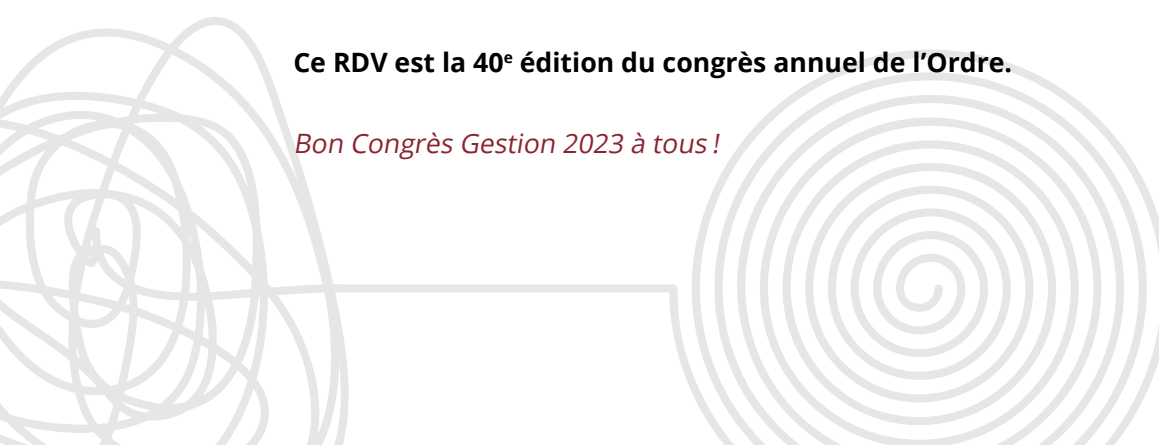 Ce RDV est la 40e édition du congrès annuel de l’Ordre.
Bon Congrès Gestion 2023 à tous !